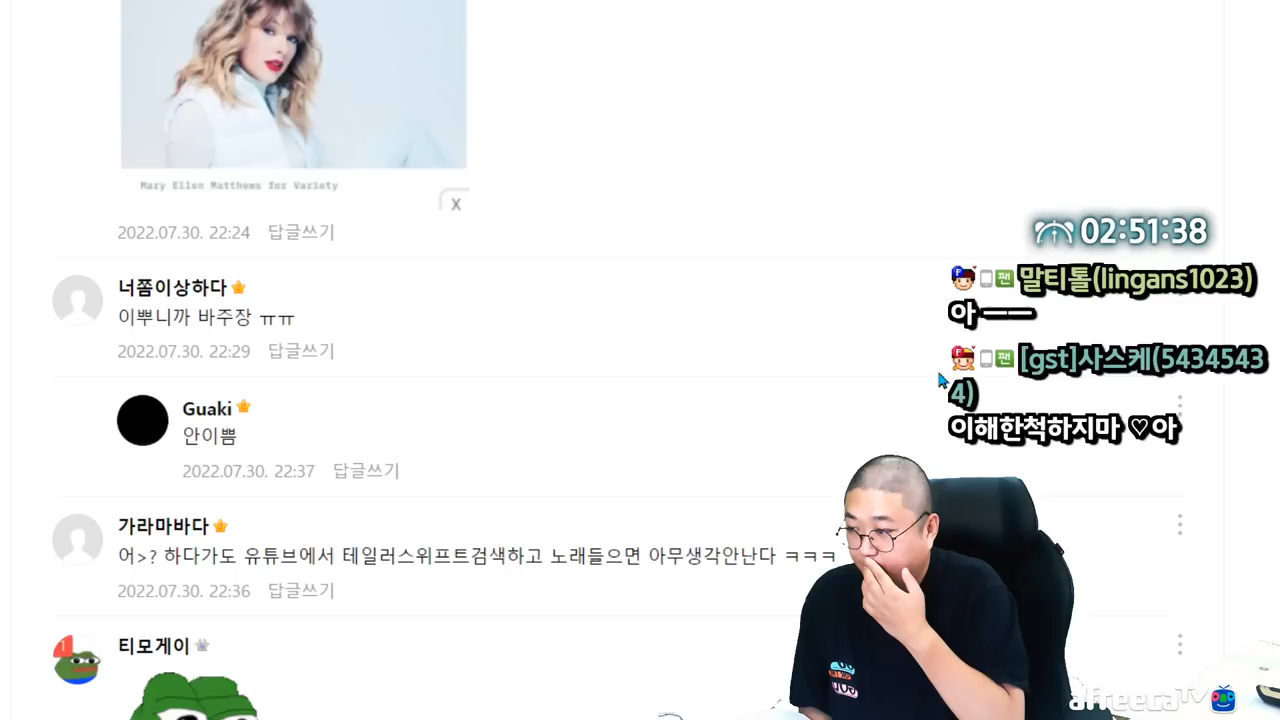 Mary Ellen Matthews for Variety
X
2022.07.30. 22:24 답글쓰기
너쫌이상하다
이뿌니까 바주장 ㅠㅠ
2022.07.30. 22:29 답글쓰기
Guaki
안이쁨
2022.07.30. 22:37 답글쓰기
가라마바다
어>? 하다가도 유튜브에서 테일러스위프트검색하고 노래들으면 아무생각안난다 ㅋㅋㅋ
2022.07.30. 22:36 답글쓰기
1
티모게이
02:51:38
F 팬 말티톨(lingans1023)
아 ㅡㅡ
F 팬 [gst]사스케(5434543
4)
이해한척하지마 ♡아
afreecaTV